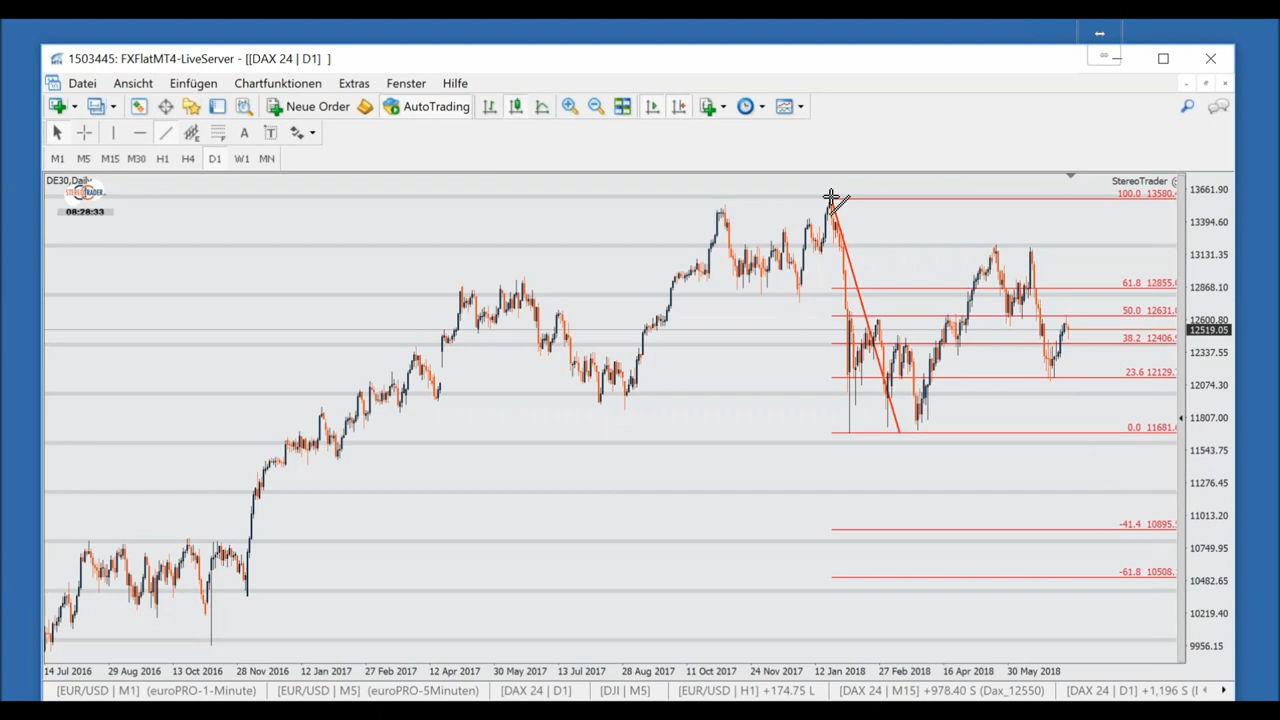 1503445: FXFlatMT4-LiveServer - [[DAX 24 | D1] ]
Datei Ansicht Einfügen Chartfunktionen Extras Fenster Hilfe
Neue Order AutoTrading
M1 M5 M15 M30 H1 H4 D1 W1 MN
DE30,Daily
StereoTrader
STEREOTRADER
08:28:33
100.0 13580.
61.8 12855.
50.0 12631.
38.2 12406.
23.6 12129.
0.0 11681.
-41.4 10895.
-61.8 10508.
13661.90
13394.60
13131.35
12868.10
12600.80
12519.05
12337.55
12074.30
11807.00
11543.75
11276.45
11013.20
10749.95
10482.65
10219.40
9956.15
14 Jul 2016 29 Aug 2016 13 Oct 2016 28 Nov 2016 12 Jan 2017 27 Feb 2017 12 Apr 2017 30 May 2017 13 Jul 2017 28 Aug 2017 11 Oct 2017 24 Nov 2017 12 Jan 2018 27 Feb 2018 16 Apr 2018 30 May 2018
[EUR/USD | M1] (euroPRO-1-Minute) [EUR/USD | M5] (euroPRO-5Minuten) [DAX 24 | D1] [DJI | M5] [EUR/USD | H1] +174.75 L [DAX 24 | M15] +978.40 S (Dax_12550) [DAX 24 | D1] +1,196 S (